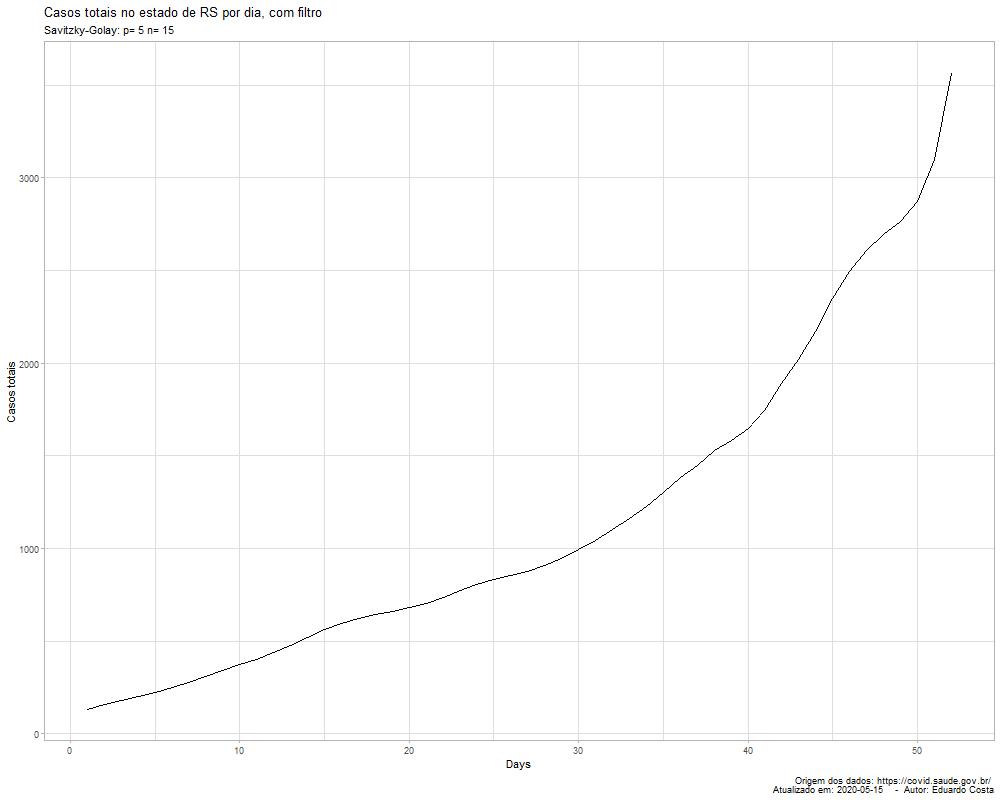 Casos totais no estado de RS por dia, com filtro
Savitzky-Golay: p= 5 n= 15
Casos totais
3000
2000
1000
0
0 10 20 30 40 50
Days
Origem dos dados: https://covid.saude.gov.br/
Atualizado em: 2020-05-15 - Autor: Eduardo Costa